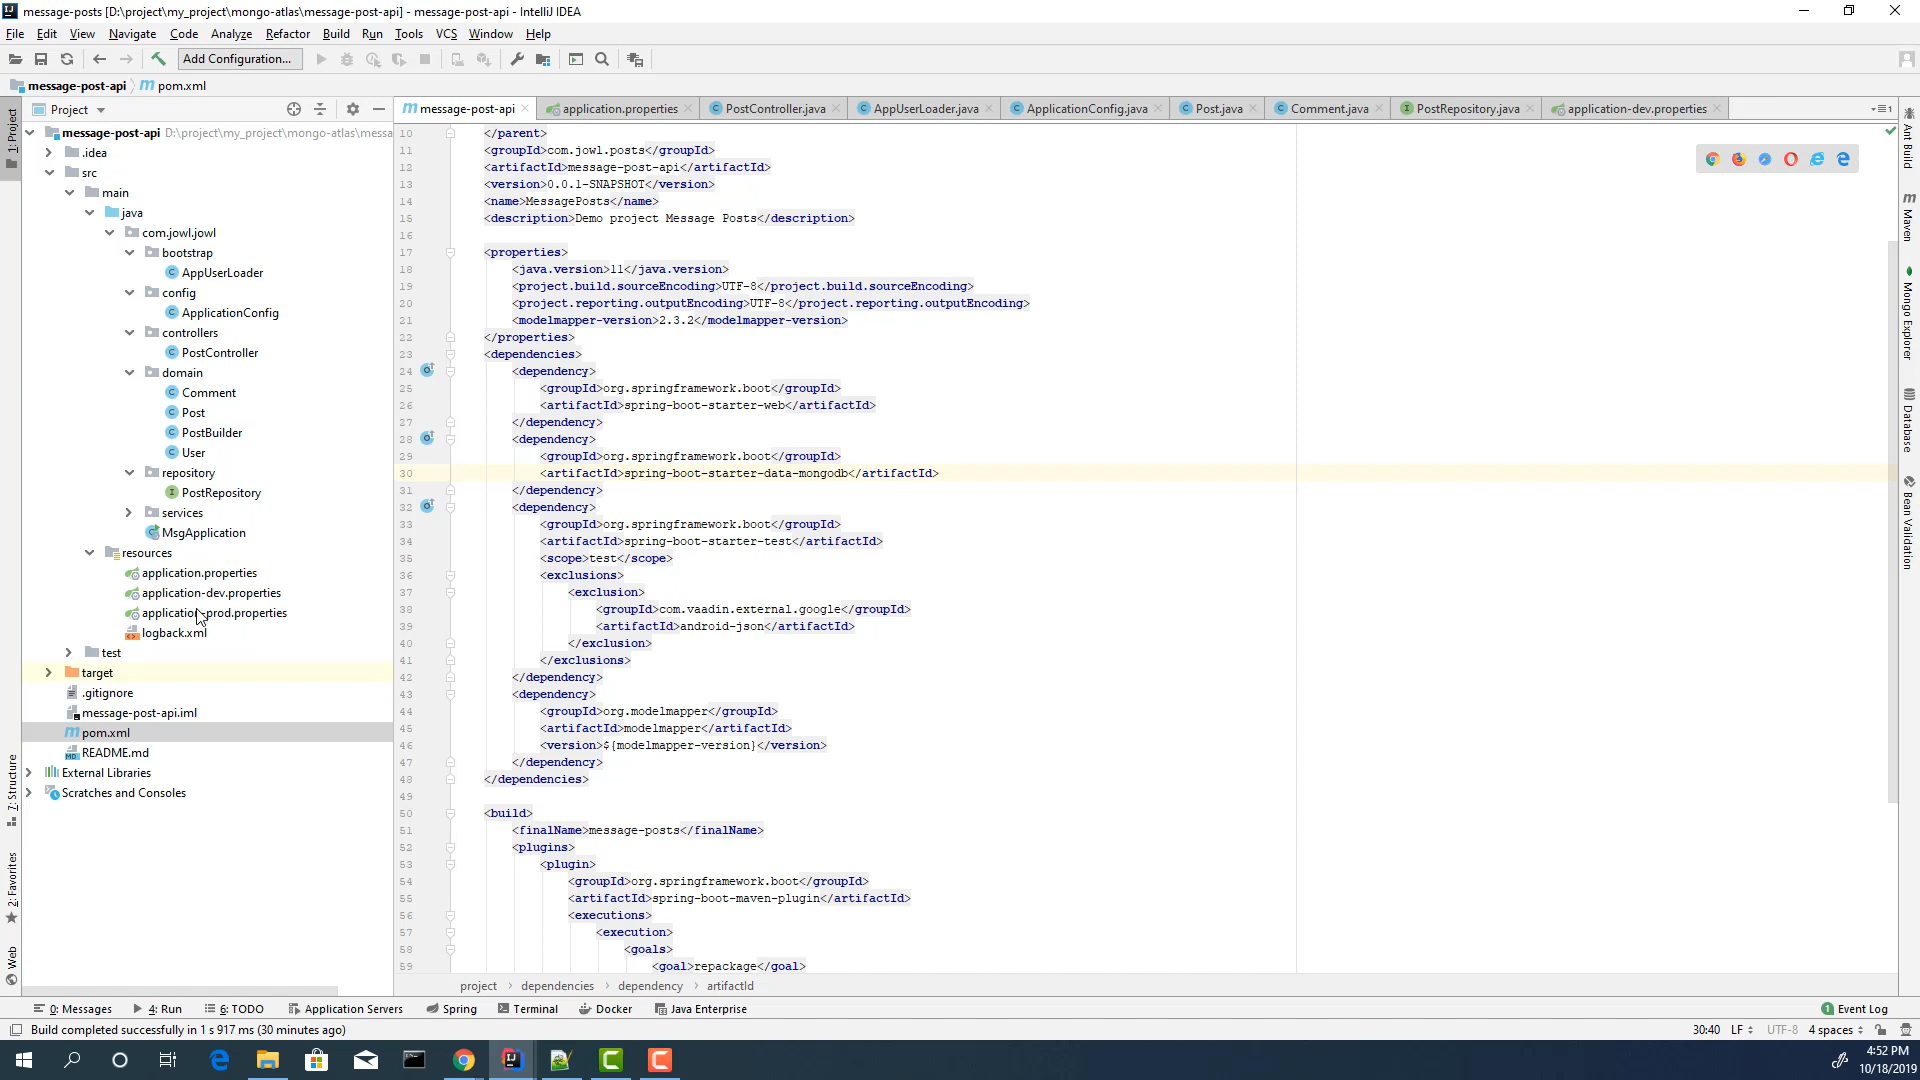 message-posts [D:\project\my_project\mongo-atlas\message-post-api] - message-post-api - IntelliJ IDEA
File Edit View Navigate Code Analyze Refactor Build Run Tools VCS Window Help
Add Configuration...
message-post-api pom.xml
Project
message-post-api application.properties PostController.java AppUserLoader.java ApplicationConfig.java Post.java Comment.java PostRepository.java application-dev.properties
1
1: Project
7: Structure
2: Favorites
Web
message-post-api D:\project\my_project\mongo-atlas\messa
.idea
src
main
java
com.jowl.jowl
bootstrap
AppUserLoader
config
ApplicationConfig
controllers
PostController
domain
Comment
Post
PostBuilder
User
repository
PostRepository
services
MsgApplication
resources
application.properties
application-dev.properties
application-prod.properties
logback.xml
test
target
.gitignore
message-post-api.iml
pom.xml
README.md
External Libraries
Scratches and Consoles
10 </parent>
11 <groupId>com.jowl.posts</groupId>
12 <artifactId>message-post-api</artifactId>
13 <version>0.0.1-SNAPSHOT</version>
14 <name>MessagePosts</name>
15 <description>Demo project Message Posts</description>
16
17 <properties>
18 <java.version>11</java.version>
19 <project.build.sourceEncoding>UTF-8</project.build.sourceEncoding>
20 <project.reporting.outputEncoding>UTF-8</project.reporting.outputEncoding>
21 <modelmapper-version>2.3.2</modelmapper-version>
22 </properties>
23 <dependencies>
24 <dependency>
25 <groupId>org.springframework.boot</groupId>
26 <artifactId>spring-boot-starter-web</artifactId>
27 </dependency>
28 <dependency>
29 <groupId>org.springframework.boot</groupId>
30 <artifactId>spring-boot-starter-data-mongodb</artifactId>
31 </dependency>
32 <dependency>
33 <groupId>org.springframework.boot</groupId>
34 <artifactId>spring-boot-starter-test</artifactId>
35 <scope>test</scope>
36 <exclusions>
37 <exclusion>
38 <groupId>com.vaadin.external.google</groupId>
39 <artifactId>android-json</artifactId>
40 </exclusion>
41 </exclusions>
42 </dependency>
43 <dependency>
44 <groupId>org.modelmapper</groupId>
45 <artifactId>modelmapper</artifactId>
46 <version>${modelmapper-version}</version>
47 </dependency>
48 </dependencies>
49
50 <build>
51 <finalName>message-posts</finalName>
52 <plugins>
53 <plugin>
54 <groupId>org.springframework.boot</groupId>
55 <artifactId>spring-boot-maven-plugin</artifactId>
56 <executions>
57 <execution>
58 <goals>
59 <goal>repackage</goal>
Ant Build
Maven
Mongo Explorer
Database
Bean Validation
project dependencies dependency artifactId
0: Messages 4: Run 6: TODO Application Servers Spring Terminal Docker Java Enterprise 1 Event Log
Build completed successfully in 1 s 917 ms (30 minutes ago) 30:40 LF UTF-8 4 spaces
4:52 PM
10/18/2019